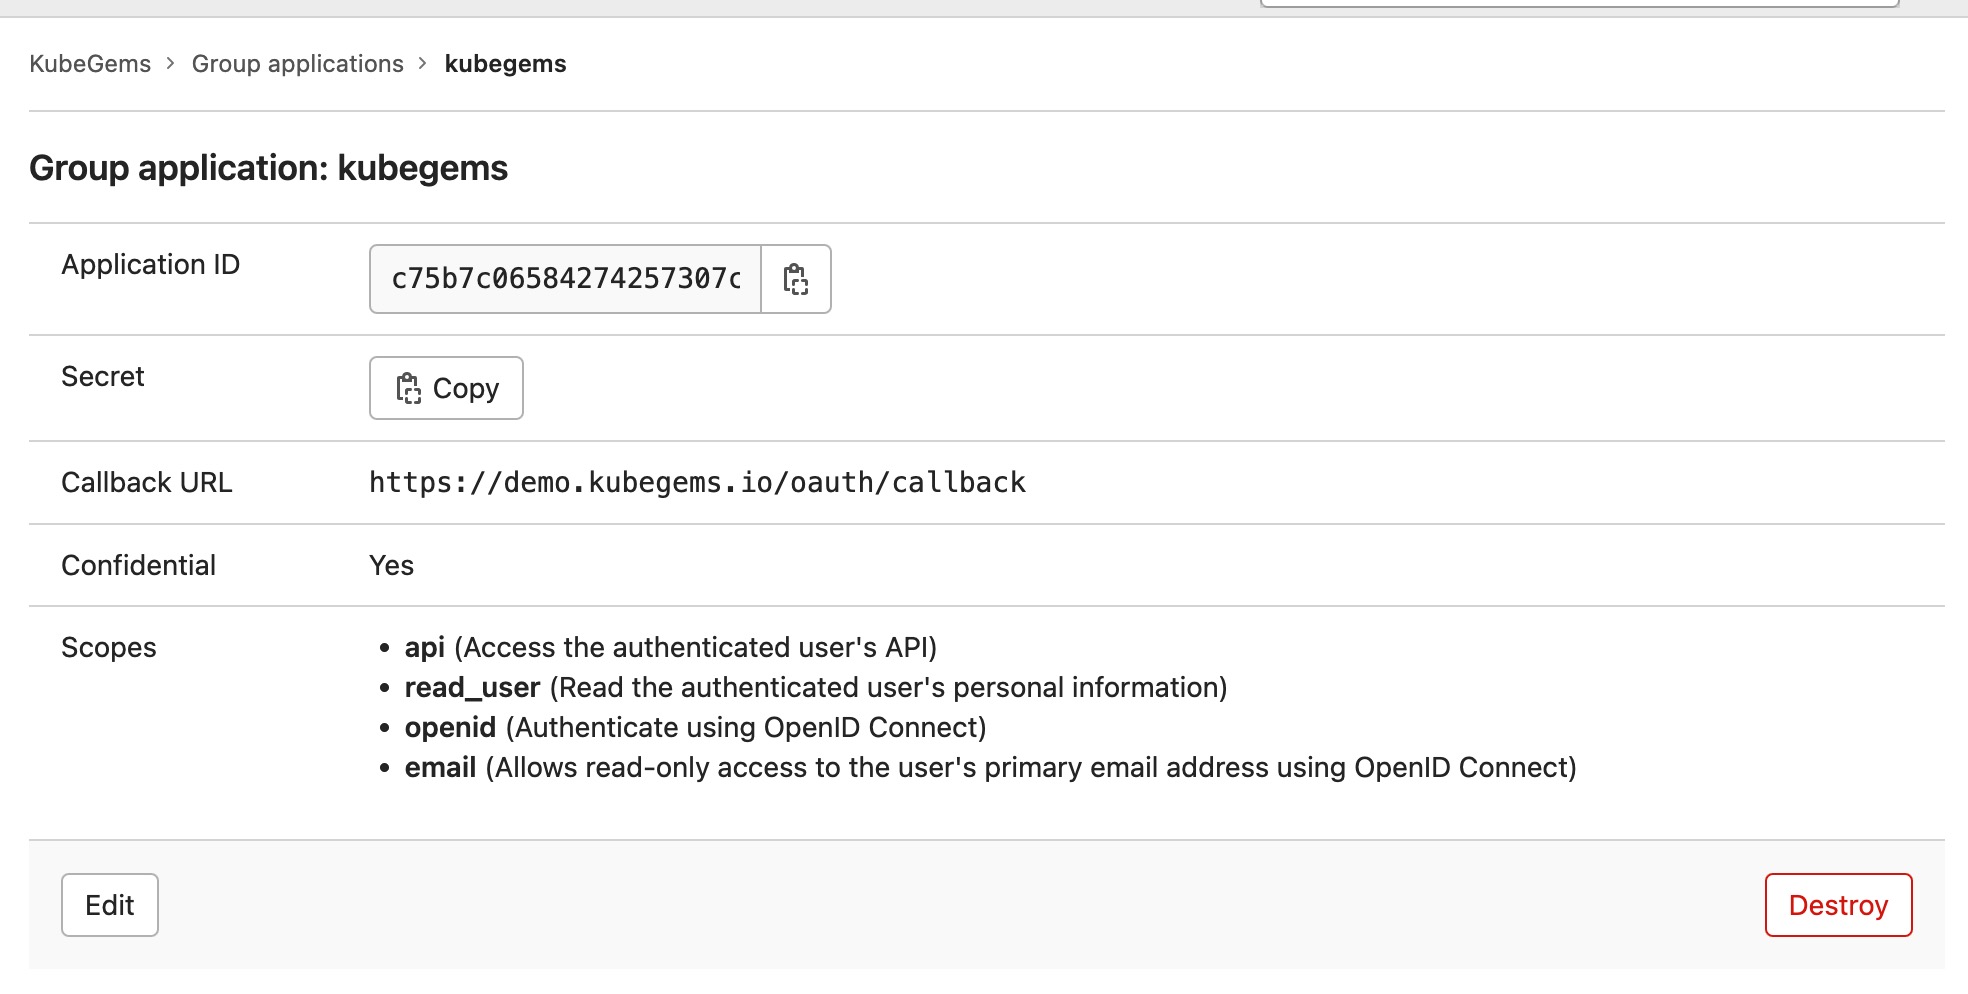 KubeGems > Group applications > kubegems
Group application: kubegems
Application ID c75b7c06584274257307c
Secret Copy
Callback URL https://demo.kubegems.io/oauth/callback
Confidential Yes
Scopes • api (Access the authenticated user's API)
• read_user (Read the authenticated user's personal information)
• openid (Authenticate using OpenID Connect)
• email (Allows read-only access to the user's primary email address using OpenID Connect)
Edit Destroy